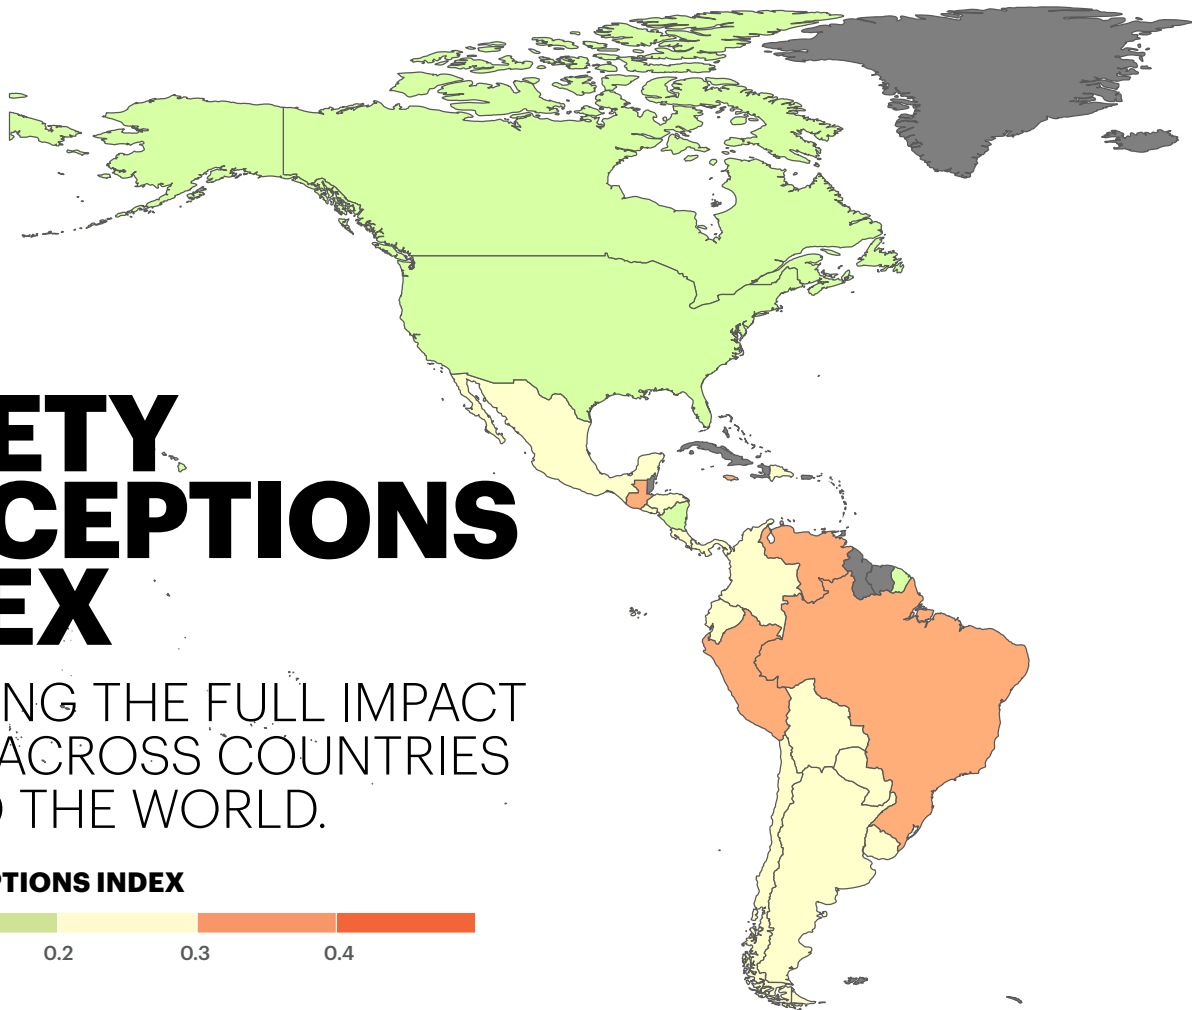 ETY
CEPTIONS
EX
NG THE FULL IMPACT
ACROSS COUNTRIES
THE WORLD.
PTIONS INDEX
0.2 0.3 0.4